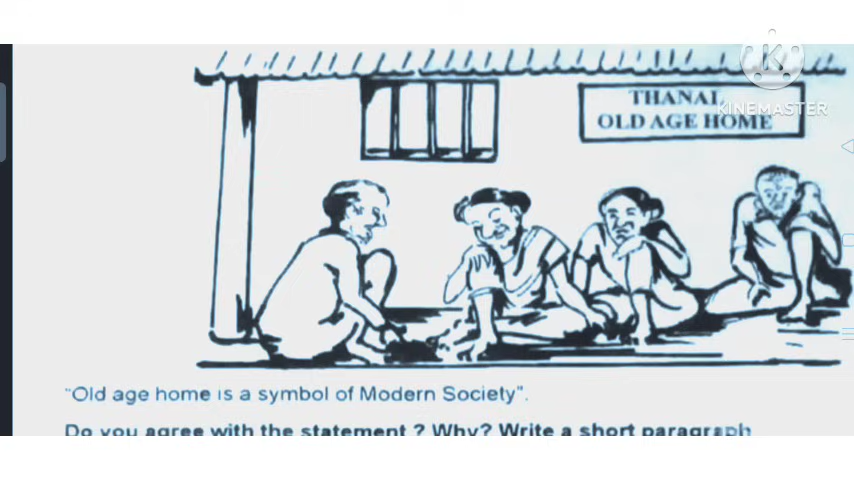 THANAL
OLD AGE HOME
KINEMASTER
"Old age home is a symbol of Modern Society".
Do you agree with the statement ? Why? Write a short paragraph